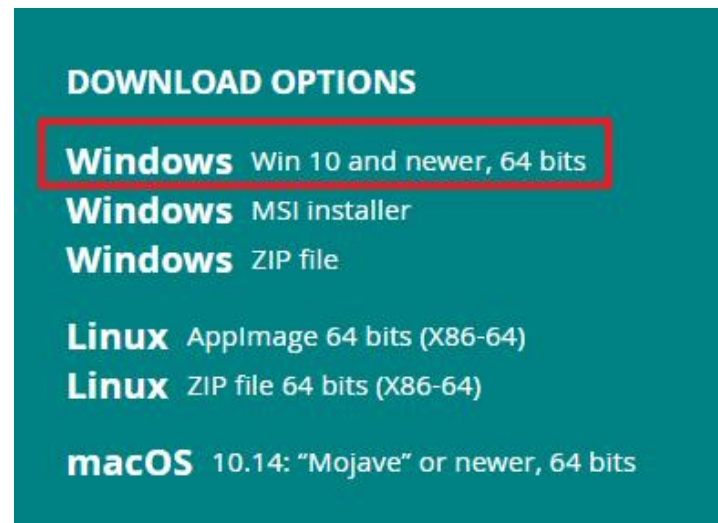 DOWNLOAD OPTIONS
Windows Win 10 and newer, 64 bits
Windows MSI installer
Windows ZIP file
Linux AppImage 64 bits (X86-64)
Linux ZIP file 64 bits (X86-64)
macOS 10.14: “Mojave” or newer, 64 bits